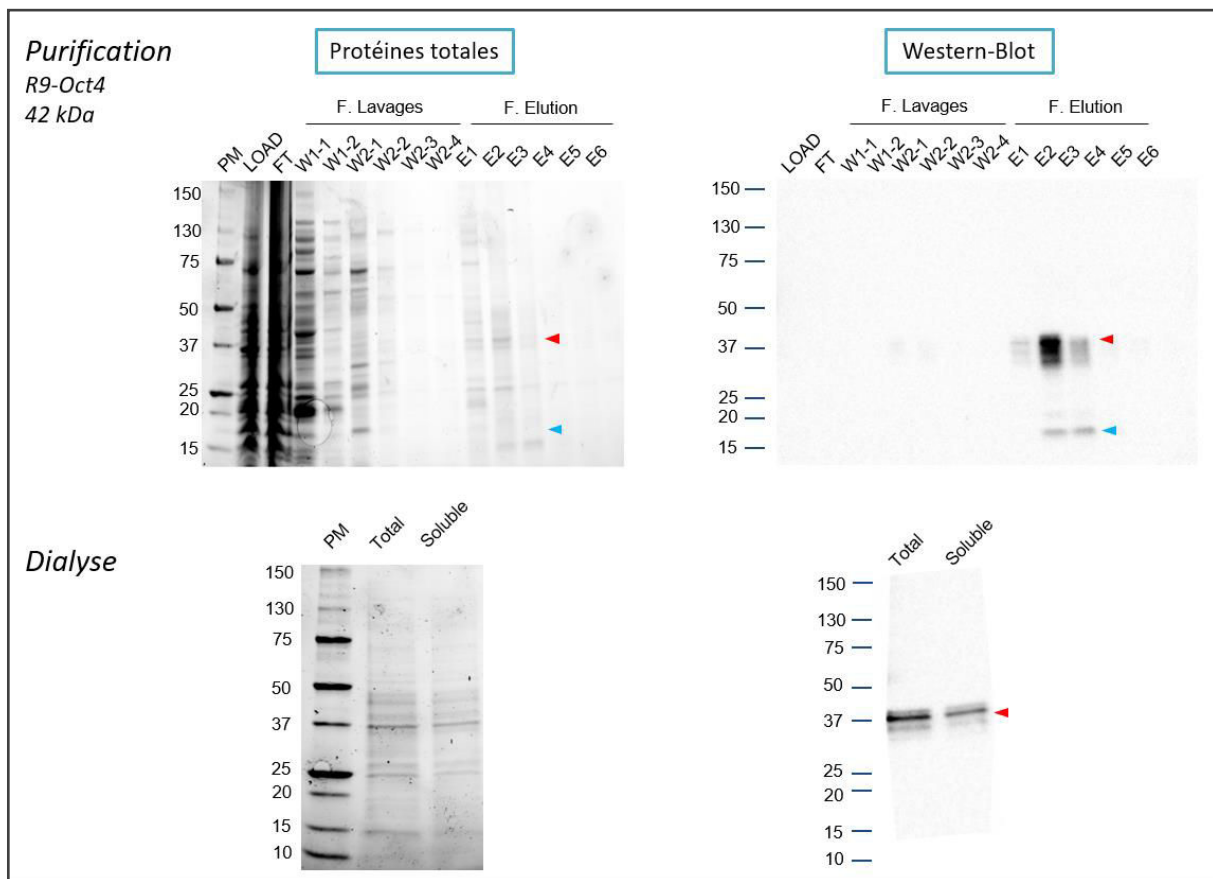 Purification
R9-Oct4
42 kDa
Protéines totales
F. Lavages
F. Elution
PM LOAD FT W1-1 W1-2 W2-1 W2-2 W2-3 W2-4 E1 E2 E3 E4 E5 E6
150
130
75
50
37
25
20
15
Western-Blot
F. Lavages
F. Elution
LOAD FT W1-1 W1-2 W2-1 W2-2 W2-3 W2-4 E1 E2 E3 E4 E5 E6
150
130
75
50
37
25
20
15
Dialyse
PM Total Soluble
150
130
75
50
37
25
20
15
10
Total Soluble
150
130
75
50
37
25
20
15
10